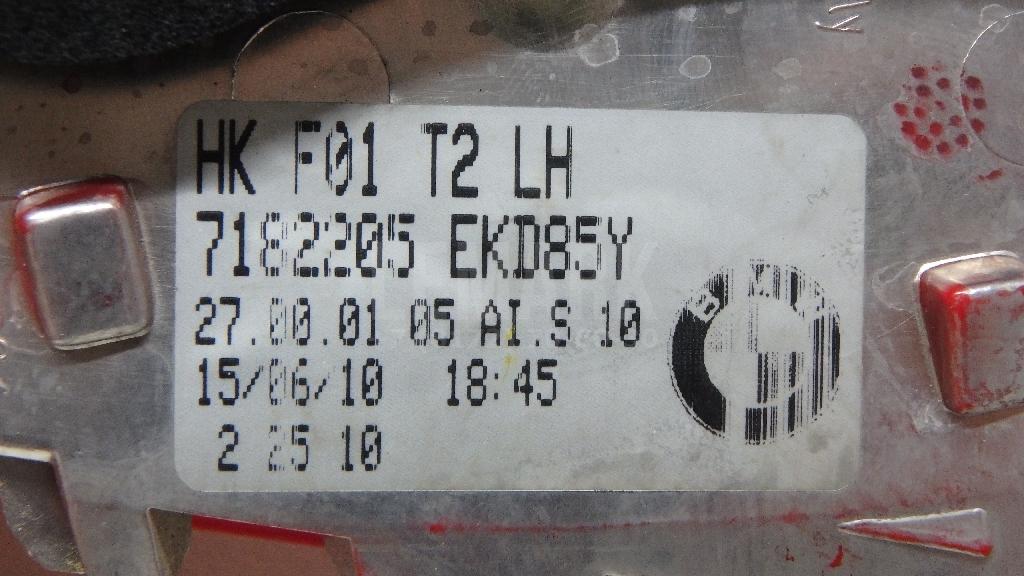 HK F01 T2 LH
7182205 EKD85Y
27.00.01 05 AI.S.10
15/06/10 18:45
2 25 10